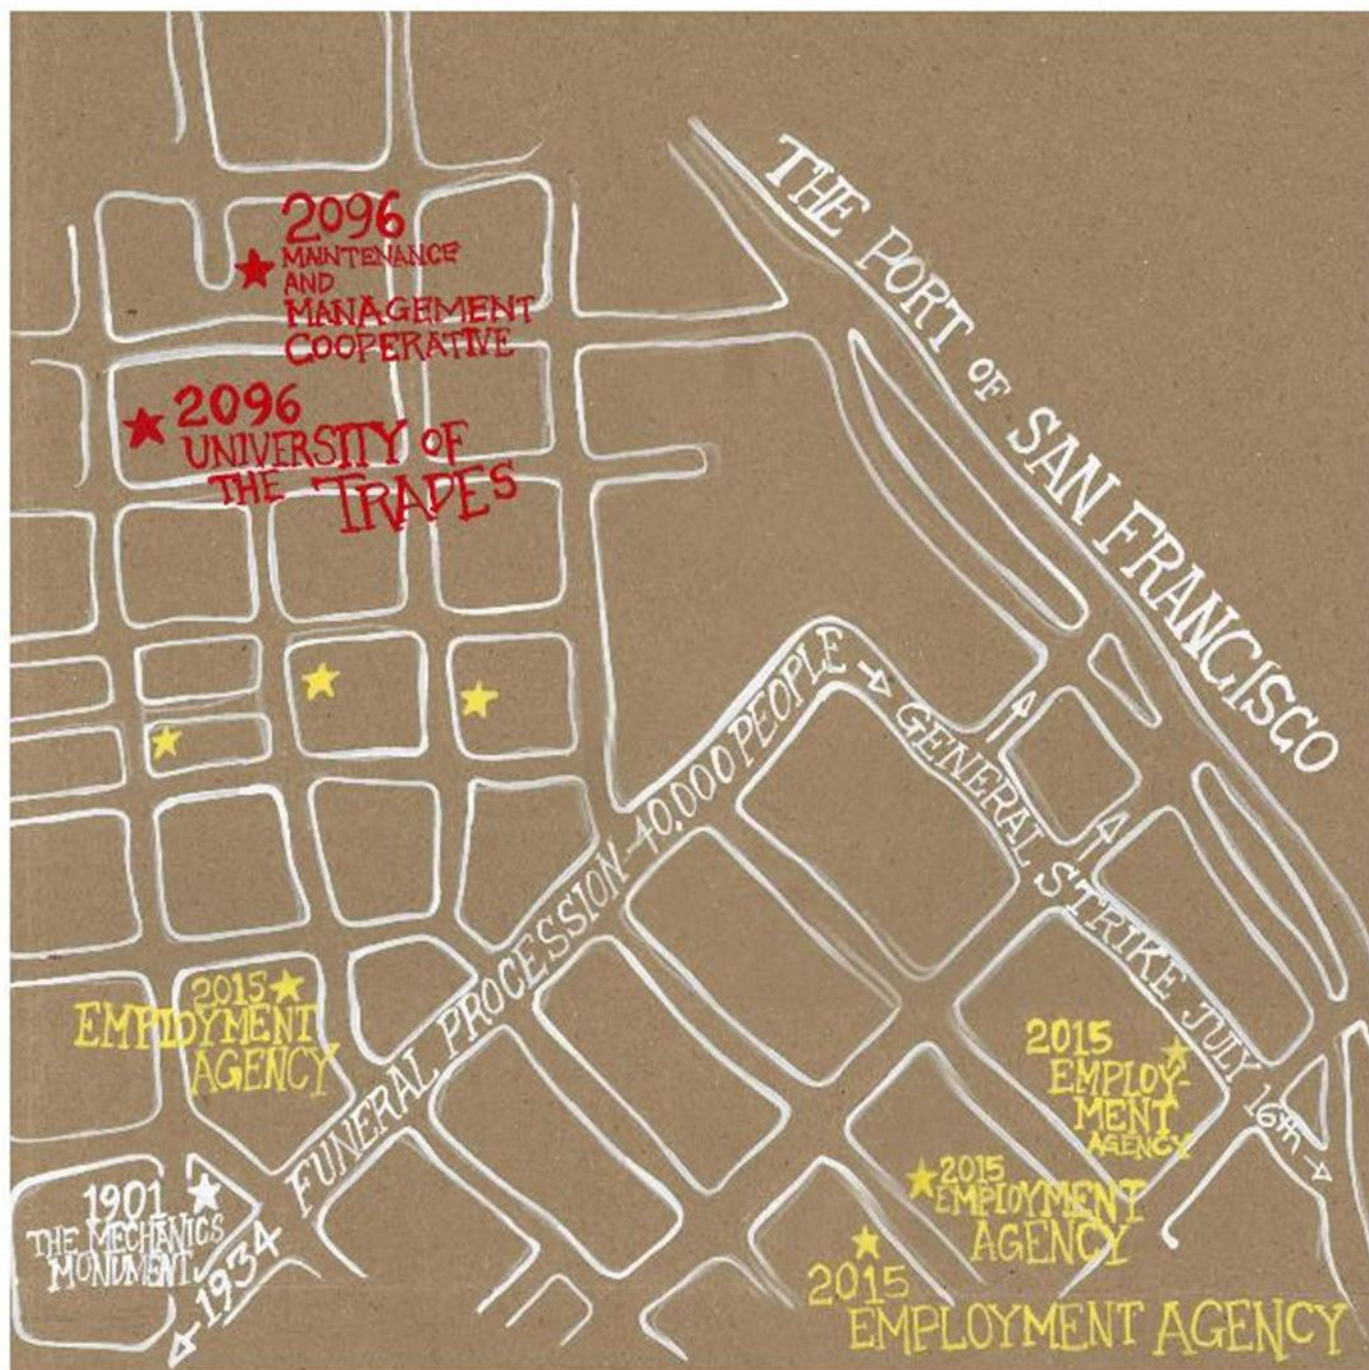 THE PORT OF SAN FRANCISCO
2096
MAINTENANCE
AND
MANAGEMENT
COOPERATIVE
2096
UNIVERSITY OF
THE TRADES
1934 FUNERAL PROCESSION - 40,000 PEOPLE → GENERAL STRIKE JULY 16th →
2015
EMPLOYMENT
AGENCY
2015
EMPLOY-
MENT
AGENCY
2015
EMPLOYMENT
AGENCY
2015
EMPLOYMENT AGENCY
1901
THE MECHANICS
MONUMENT